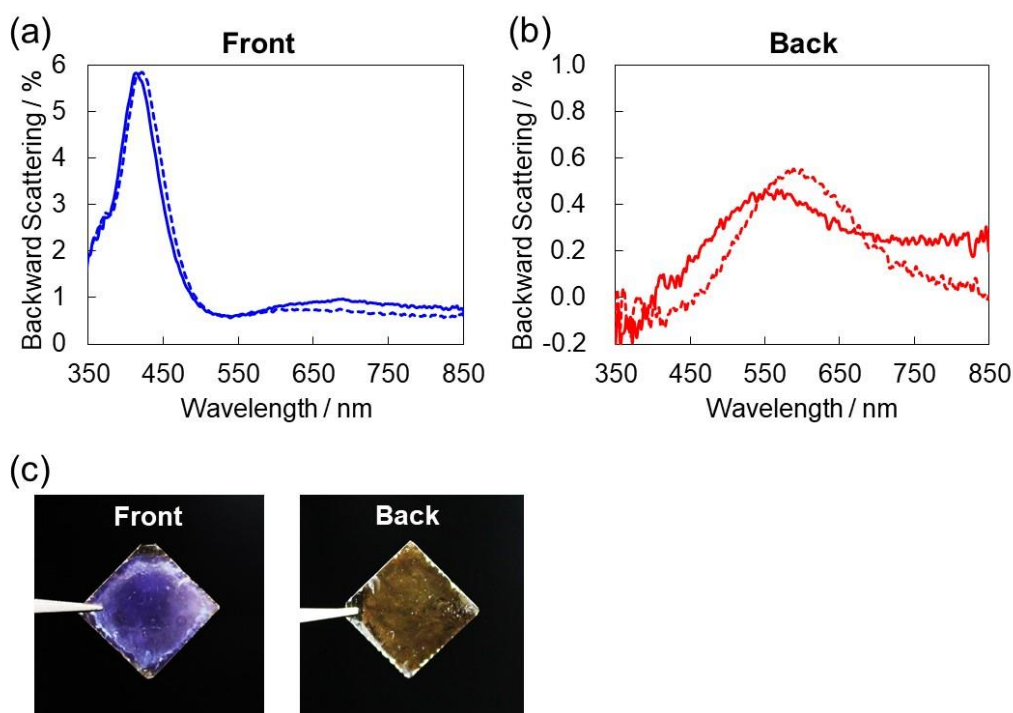 (a)
Front
Backward Scattering / %
6
5
4
3
2
1
0
350 450 550 650 750 850
Wavelength / nm
(b)
Back
Backward Scattering / %
1.0
0.8
0.6
0.4
0.2
0.0
-0.2
350 450 550 650 750 850
Wavelength / nm
(c)
Front
Back